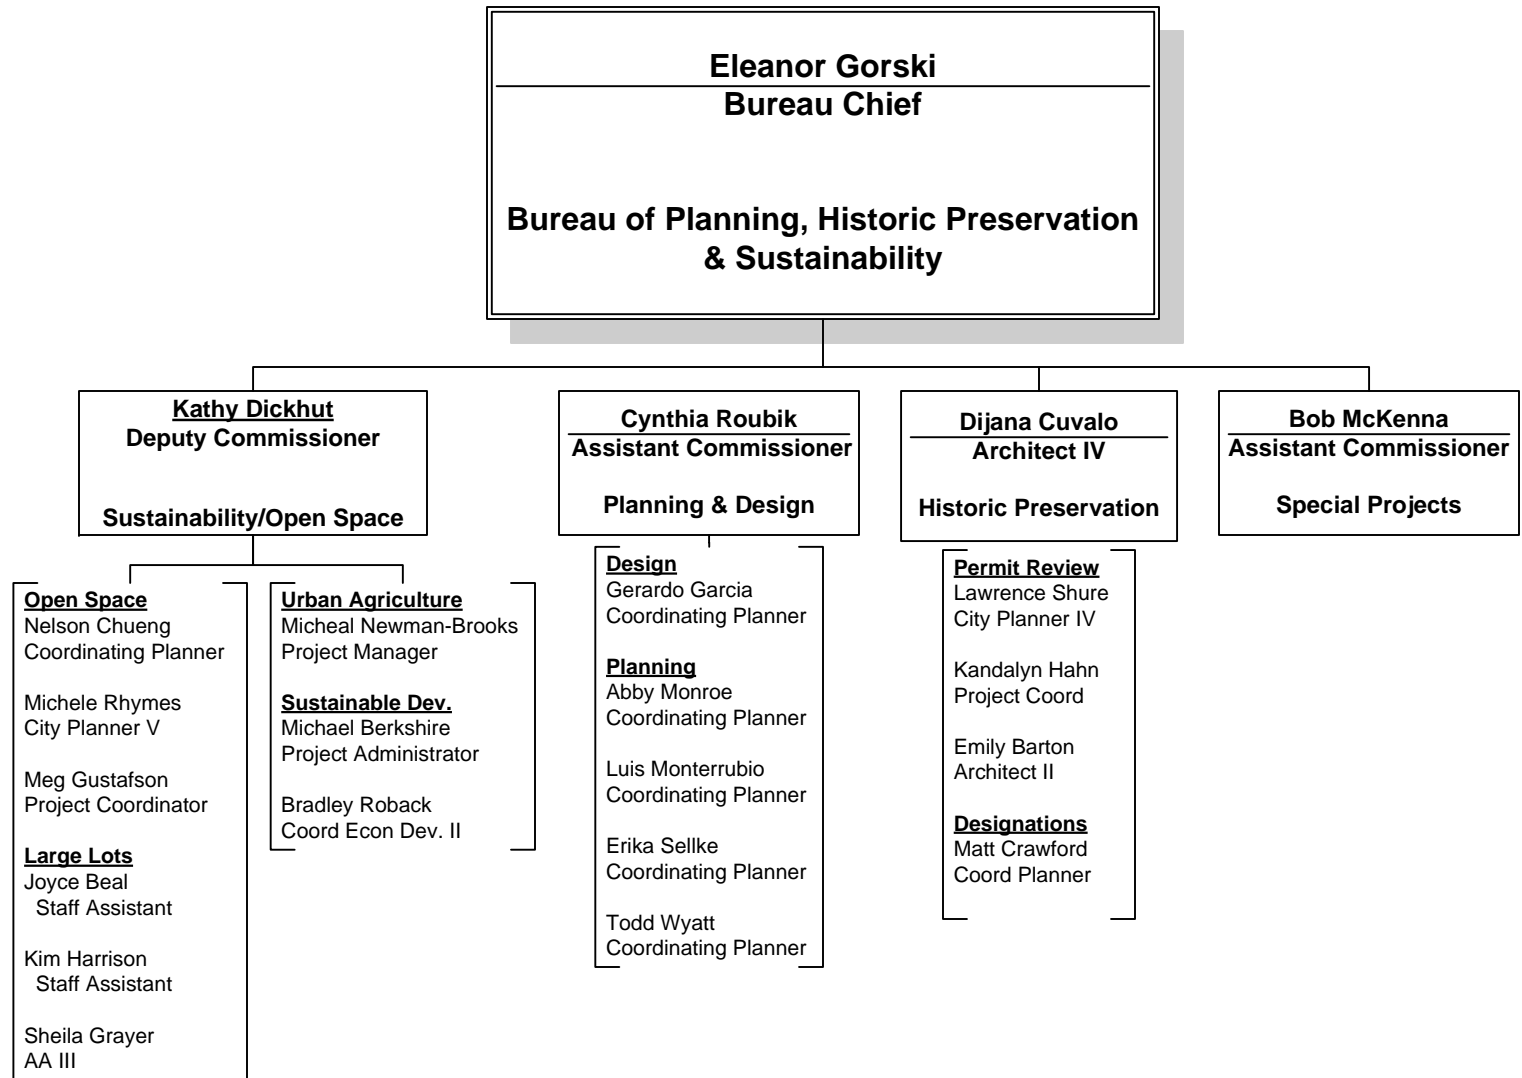 Eleanor Gorski
Bureau Chief
Bureau of Planning, Historic Preservation
& Sustainability
Kathy Dickhut
Deputy Commissioner
Sustainability/Open Space
Cynthia Roubik
Assistant Commissioner
Planning & Design
Dijana Cuvalo
Architect IV
Historic Preservation
Bob McKenna
Assistant Commissioner
Special Projects
Open Space
Nelson Chueng
Coordinating Planner
Michele Rhymes
City Planner V
Meg Gustafson
Project Coordinator
Large Lots
Joyce Beal
Staff Assistant
Kim Harrison
Staff Assistant
Sheila Grayer
AA III
Urban Agriculture
Micheal Newman-Brooks
Project Manager
Sustainable Dev.
Michael Berkshire
Project Administrator
Bradley Roback
Coord Econ Dev. II
Design
Gerardo Garcia
Coordinating Planner
Planning
Abby Monroe
Coordinating Planner
Luis Monterrubio
Coordinating Planner
Erika Sellke
Coordinating Planner
Todd Wyatt
Coordinating Planner
Permit Review
Lawrence Shure
City Planner IV
Kandalyn Hahn
Project Coord
Emily Barton
Architect II
Designations
Matt Crawford
Coord Planner